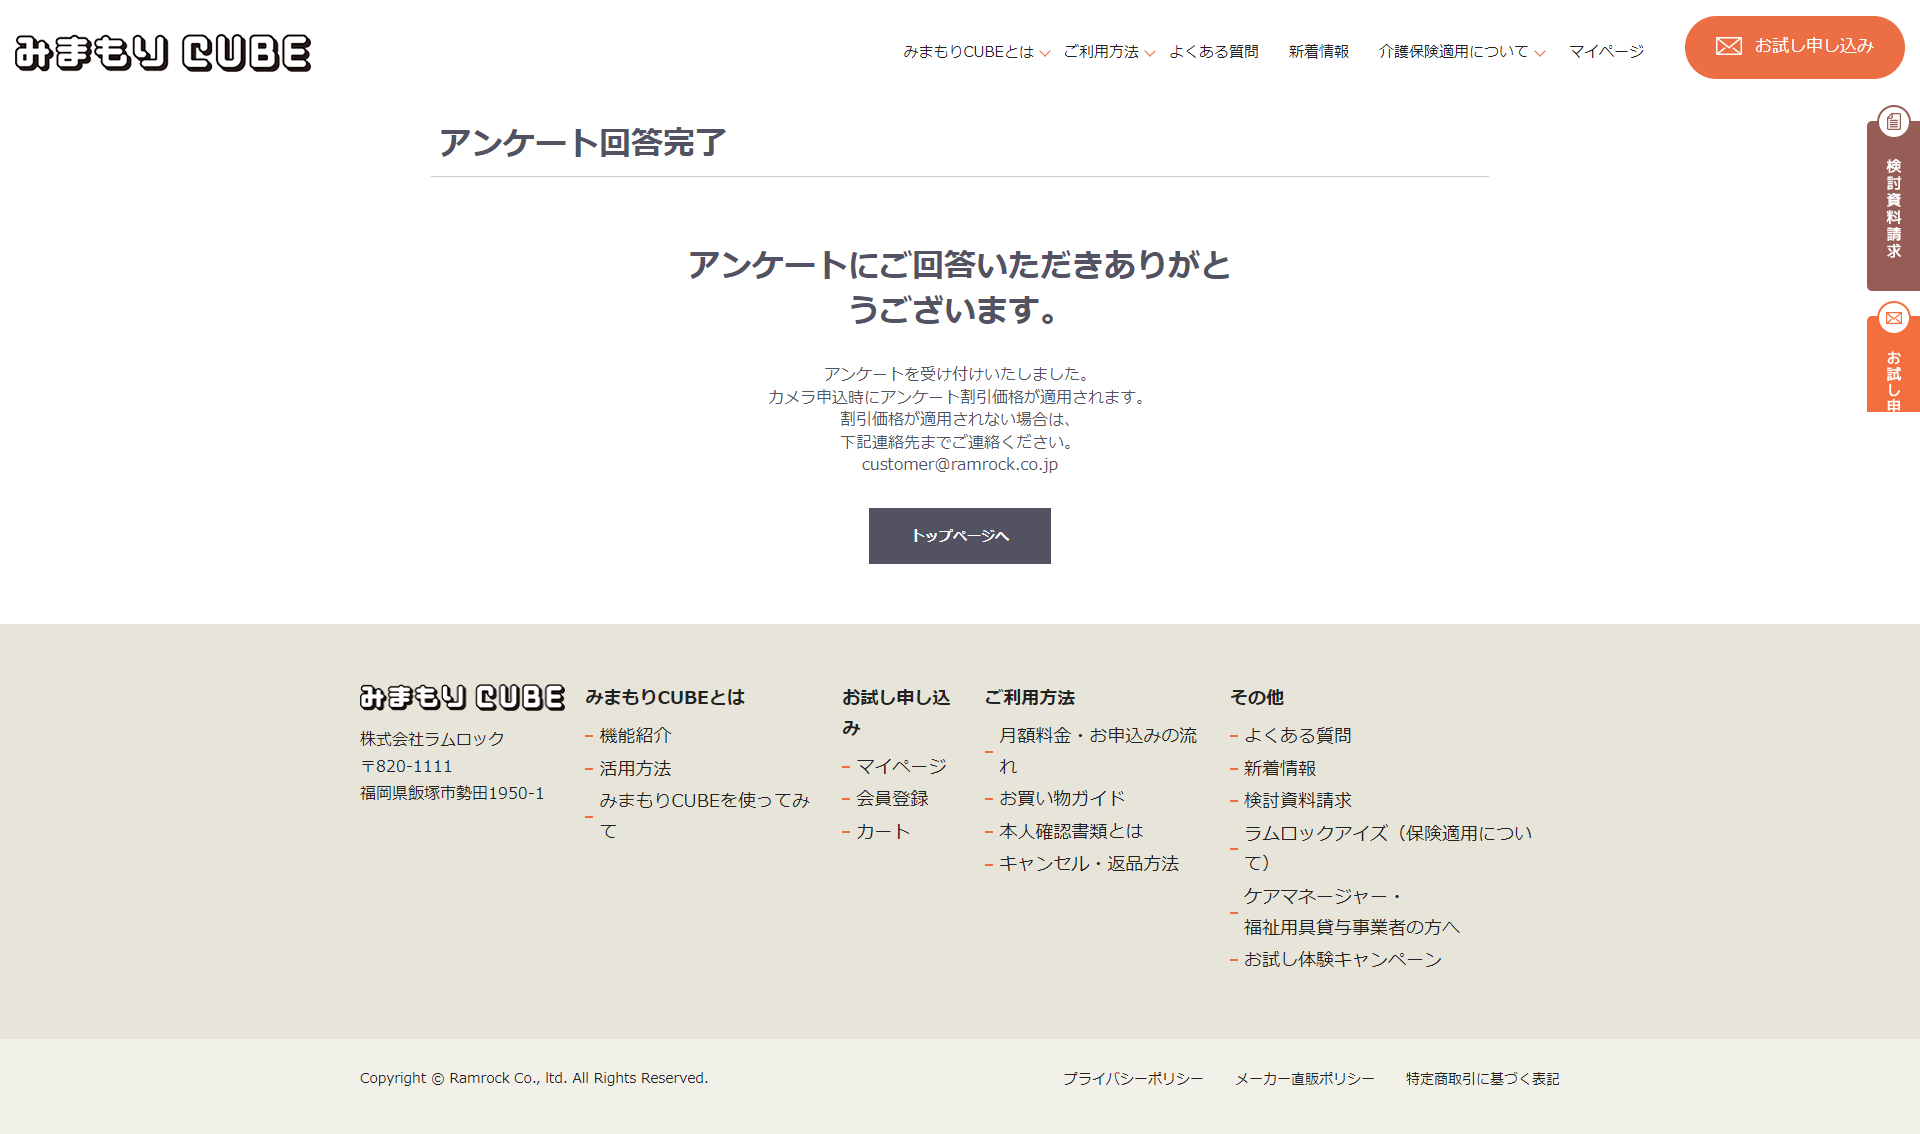 みまもり CUBE
みまもりCUBEとは ご利用方法 よくある質問 新着情報 介護保険適用について マイページ お試し申し込み
アンケート回答完了
検討資料請求
お試し申
アンケートにご回答いただきありがと
うございます。
アンケートを受け付けいたしました。
カメラ申込時にアンケート割引価格が適用されます。
割引価格が適用されない場合は、
下記連絡先までご連絡ください。
customer@ramrock.co.jp
トップページへ
みまもり CUBE
株式会社ラムロック
〒820-1111
福岡県飯塚市勢田1950-1
みまもりCUBEとは
機能紹介
活用方法
みまもりCUBEを使ってみ
て
お試し申し込
み
マイページ
会員登録
カート
ご利用方法
月額料金・お申込みの流
れ
お買い物ガイド
本人確認書類とは
キャンセル・返品方法
その他
よくある質問
新着情報
検討資料請求
ラムロックアイズ（保険適用につい
て）
ケアマネージャー・
福祉用具貸与事業者の方へ
お試し体験キャンペーン
Copyright © Ramrock Co., ltd. All Rights Reserved.
プライバシーポリシー メーカー直販ポリシー 特定商取引に基づく表記